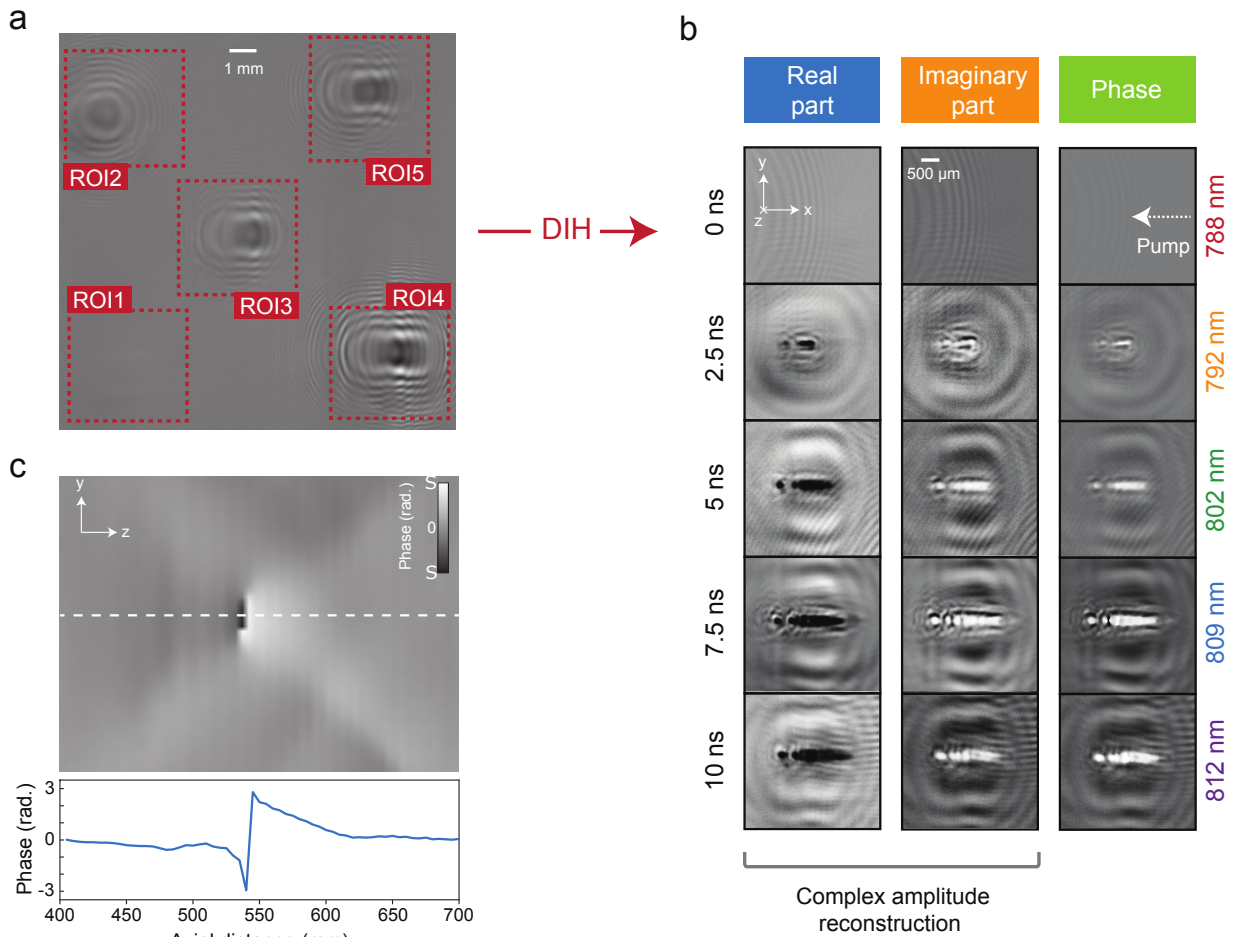 a
1 mm
ROI2
ROI5
ROI3
ROI1
ROI4
DIH
b
Real
part
Imaginary
part
Phase
0 ns
y
x
z
500 µm
Pump
788 nm
2.5 ns
792 nm
5 ns
802 nm
7.5 ns
809 nm
10 ns
812 nm
Complex amplitude
reconstruction
c
y
z
Phase (rad.)
S
0
S
Phase (rad.)
3
0
-3
400
450
500
550
600
650
700